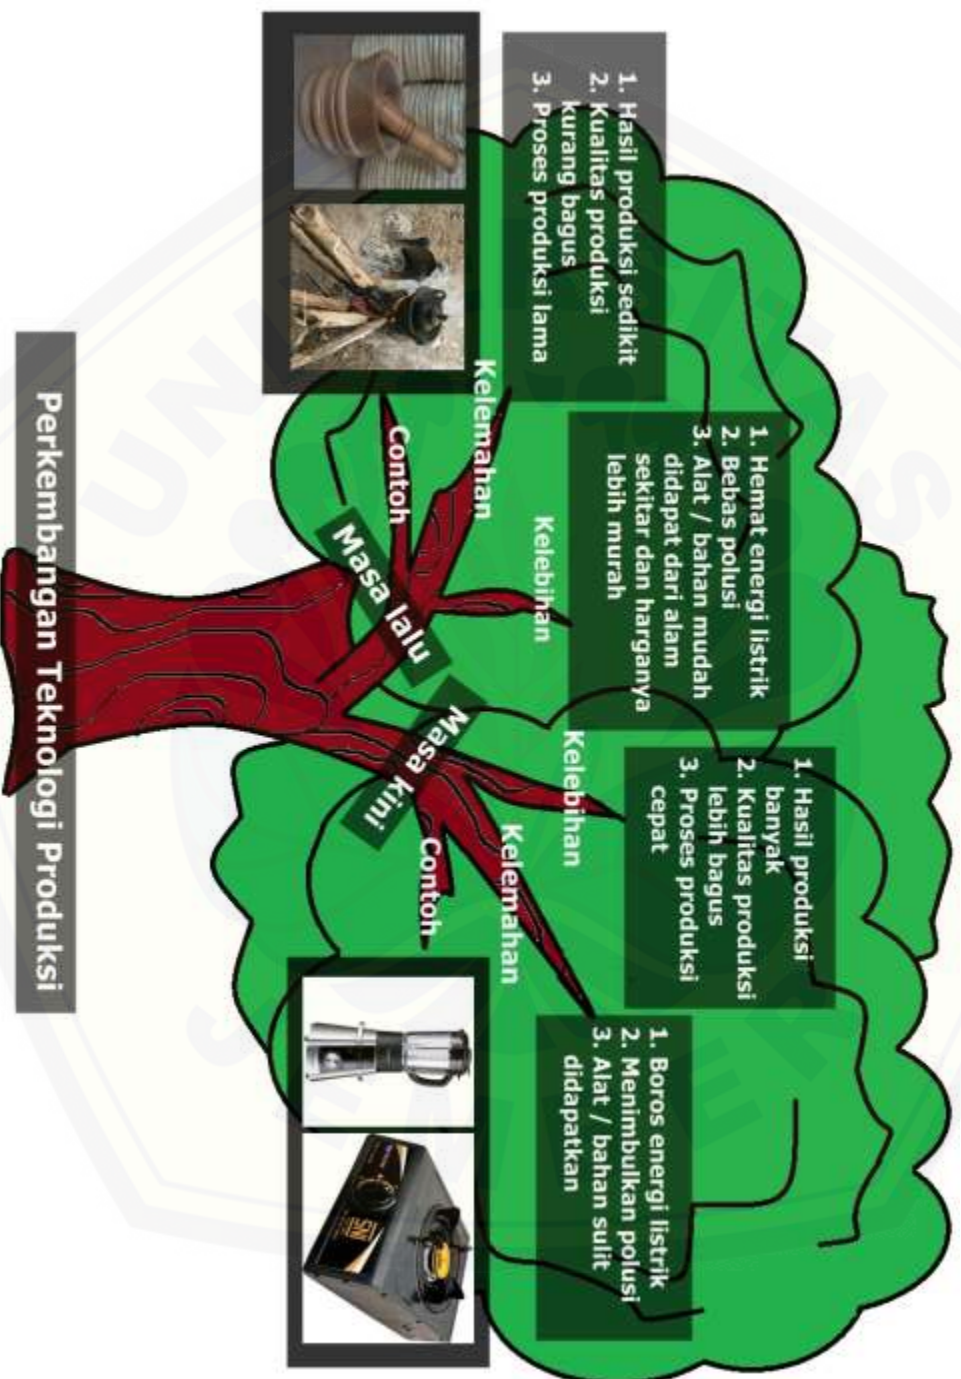 1. Hasil produksi sedikit
2. Kualitas produksi
kurang bagus
3. Proses produksi lama
1. Hemat energi listrik
2. Bebas polusi
3. Alat / bahan mudah
didapat dari alam
sekitar dan harganya
lebih murah
1. Hasil produksi
banyak
2. Kualitas produksi
lebih bagus
3. Proses produksi
cepat
1. Boros energi listrik
2. Menimbulkan polusi
3. Alat / bahan sulit
didapatkan
Kelemahan
Kelebihan
Contoh
Masa lalu
Kelebihan
Kelemahan
Contoh
Masa kini
Perkembangan Teknologi Produksi